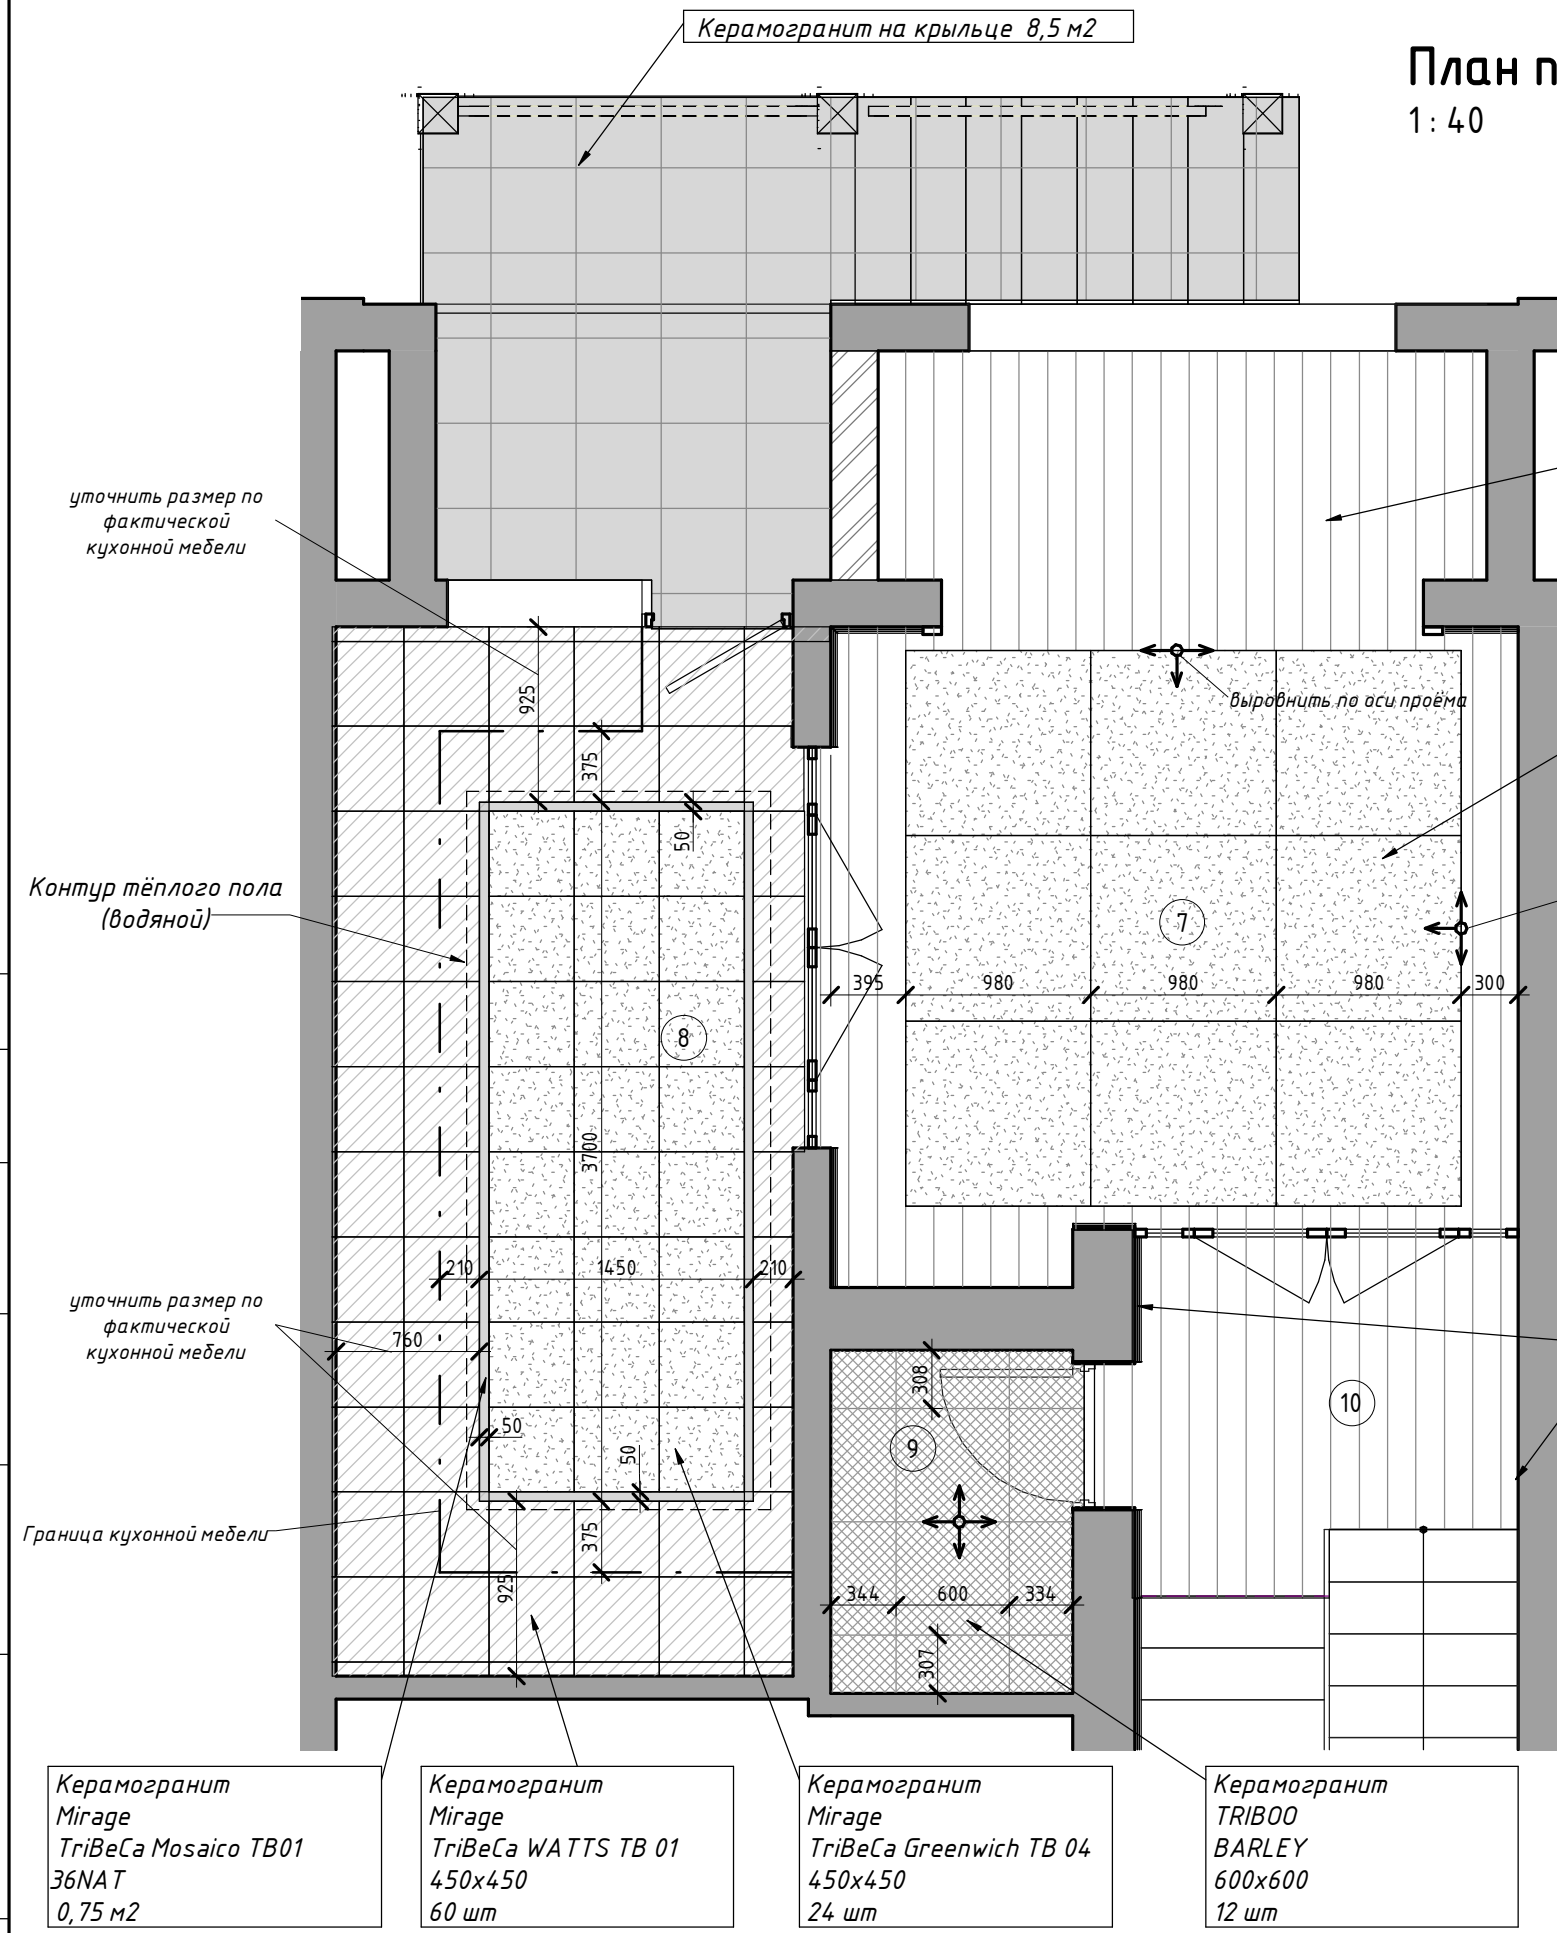 Керамогранит на крыльце 8,5 м2
План п
1:40
уточнить размер по
фактической
кухонной мебели
925
375
50
выровнять по оси проёма
Контур тёплого пола
(водяной)
7
395
980
980
980
300
8
3700
210
1450
210
уточнить размер по
фактической
кухонной мебели
760
308
10
9
50
50
Граница кухонной мебели
375
925
344
600
334
307
Керамогранит
Mirage
TriBeCa Mosaico TB01
36NAT
0,75 м2
Керамогранит
Mirage
TriBeCa WATTS TB 01
450x450
60 шт
Керамогранит
Mirage
TriBeCa Greenwich TB 04
450x450
24 шт
Керамогранит
TRIBOO
BARLEY
600x600
12 шт